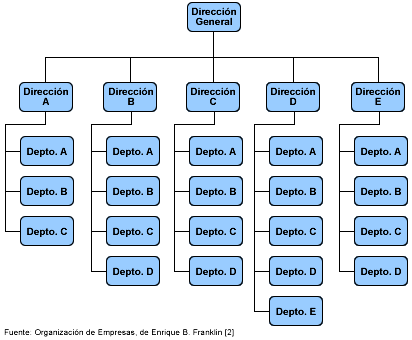 Dirección
General
Dirección
A
Dirección
B
Dirección
C
Dirección
D
Dirección
E
Depto. A
Depto. A
Depto. A
Depto. A
Depto. A
Depto. B
Depto. B
Depto. B
Depto. B
Depto. B
Depto. C
Depto. C
Depto. C
Depto. C
Depto. C
Depto. D
Depto. D
Depto. D
Depto. D
Depto. E
Fuente: Organización de Empresas, de Enrique B. Franklin [2]